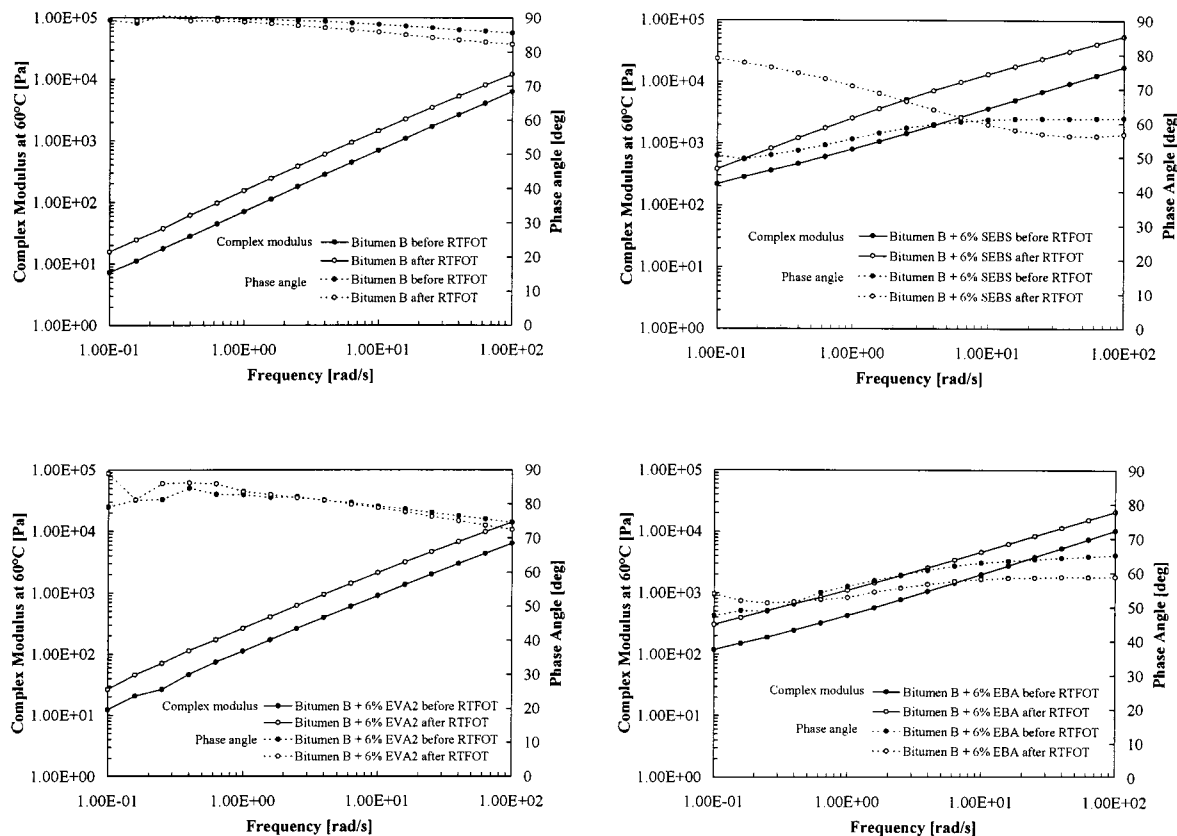 Complex Modulus at 60°C [Pa]
1.00E+05
1.00E+04
1.00E+03
1.00E+02
1.00E+01
1.00E+00
90
80
70
60
50
40
30
20
10
0
Phase angle [deg]
Complex modulus
Bitumen B before RTFOT
Bitumen B after RTFOT
Phase angle
Bitumen B before RTFOT
Bitumen B after RTFOT
1.00E-01 1.00E+00 1.00E+01 1.00E+02
Frequency [rad/s]
Complex Modulus at 60°C [Pa]
1.00E+05
1.00E+04
1.00E+03
1.00E+02
1.00E+01
1.00E+00
90
80
70
60
50
40
30
20
10
0
Phase Angle [deg]
Complex modulus
Bitumen B + 6% SEBS before RTFOT
Bitumen B + 6% SEBS after RTFOT
Phase angle
Bitumen B + 6% SEBS before RTFOT
Bitumen B + 6% SEBS after RTFOT
1.00E-01 1.00E+00 1.00E+01 1.00E+02
Frequency [rad/s]
Complex Modulus at 60°C [Pa]
1.00E+05
1.00E+04
1.00E+03
1.00E+02
1.00E+01
1.00E+00
90
80
70
60
50
40
30
20
10
0
Phase Angle [deg]
Complex modulus
Bitumen B + 6% EVA2 before RTFOT
Bitumen B + 6% EVA2 after RTFOT
Phase angle
Bitumen B + 6% EVA2 before RTFOT
Bitumen B + 6% EVA2 after RTFOT
1.00E-01 1.00E+00 1.00E+01 1.00E+02
Frequency [rad/s]
Complex Modulus at 60°C [Pa]
1.00E+05
1.00E+04
1.00E+03
1.00E+02
1.00E+01
1.00E+00
90
80
70
60
50
40
30
20
10
0
Phase Angle [deg]
Complex modulus
Bitumen B + 6% EBA before RTFOT
Bitumen B + 6% EBA after RTFOT
Phase angle
Bitumen B + 6% EBA before RTFOT
Bitumen B + 6% EBA after RTFOT
1.00E-01 1.00E+00 1.00E+01 1.00E+02
Frequency [rad/s]